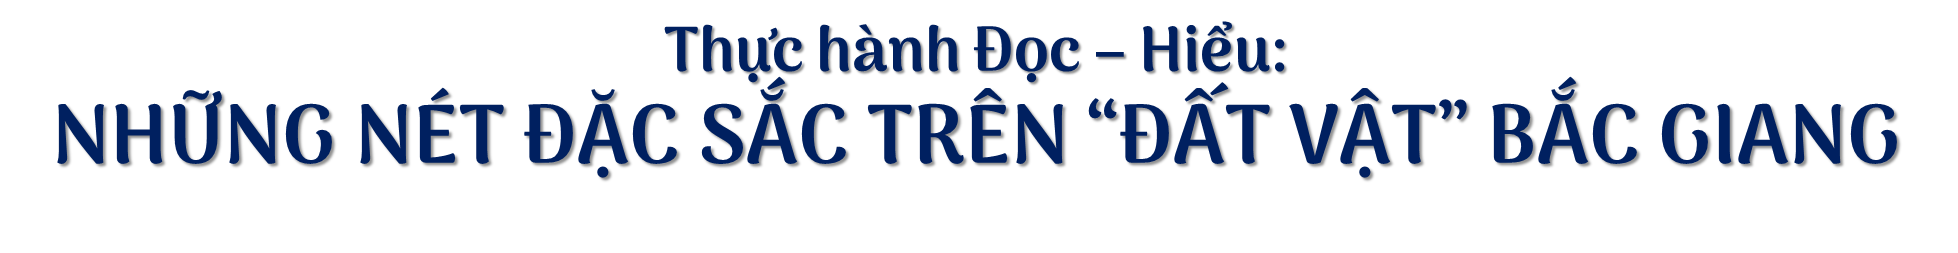 Thực hành Đọc – Hiểu:
NHỮNG NÉT ĐẶC SẮC TRÊN “ĐẤT VẬT” BẮC GIANG